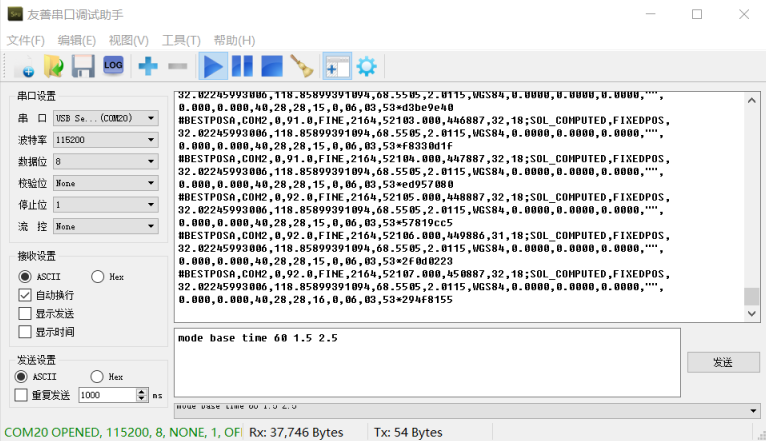 友善串口调试助手
文件(F) 编辑(E) 视图(V) 工具(T) 帮助(H)
LOG
串口设置
串 口 USB Se...(COM20)
波特率 115200
数据位 8
校验位 None
停止位 1
流 控 None
接收设置
ASCII Hex
自动换行
显示发送
显示时间
发送设置
ASCII Hex
重复发送 1000 ms
32.02245993006,118.85899391094,68.5505,2.0115,WGS84,0.0000,0.0000,0.0000,"",
0.000,0.000,40,28,28,15,0,06,03,53*d3be9e40
#BESTPOSA,COM2,0,91.0,FINE,2164,52103.000,446887,32,18;SOL_COMPUTED,FIXEDPOS,
32.02245993006,118.85899391094,68.5505,2.0115,WGS84,0.0000,0.0000,0.0000,"",
0.000,0.000,40,28,28,15,0,06,03,53*f8330d1f
#BESTPOSA,COM2,0,91.0,FINE,2164,52104.000,447887,32,18;SOL_COMPUTED,FIXEDPOS,
32.02245993006,118.85899391094,68.5505,2.0115,WGS84,0.0000,0.0000,0.0000,"",
0.000,0.000,40,28,28,15,0,06,03,53*ed957080
#BESTPOSA,COM2,0,92.0,FINE,2164,52105.000,448887,32,18;SOL_COMPUTED,FIXEDPOS,
32.02245993006,118.85899391094,68.5505,2.0115,WGS84,0.0000,0.0000,0.0000,"",
0.000,0.000,40,28,28,15,0,06,03,53*57819cc5
#BESTPOSA,COM2,0,92.0,FINE,2164,52106.000,449886,31,18;SOL_COMPUTED,FIXEDPOS,
32.02245993006,118.85899391094,68.5505,2.0115,WGS84,0.0000,0.0000,0.0000,"",
0.000,0.000,40,28,28,15,0,06,03,53*2f0d0223
#BESTPOSA,COM2,0,92.0,FINE,2164,52107.000,450887,32,18;SOL_COMPUTED,FIXEDPOS,
32.02245993006,118.85899391094,68.5505,2.0115,WGS84,0.0000,0.0000,0.0000,"",
0.000,0.000,40,28,28,16,0,06,03,53*294f8155
mode base time 60 1.5 2.5
发送
mode base time 60 1.5 2.5
COM20 OPENED, 115200, 8, NONE, 1, OFF Rx: 37,746 Bytes Tx: 54 Bytes